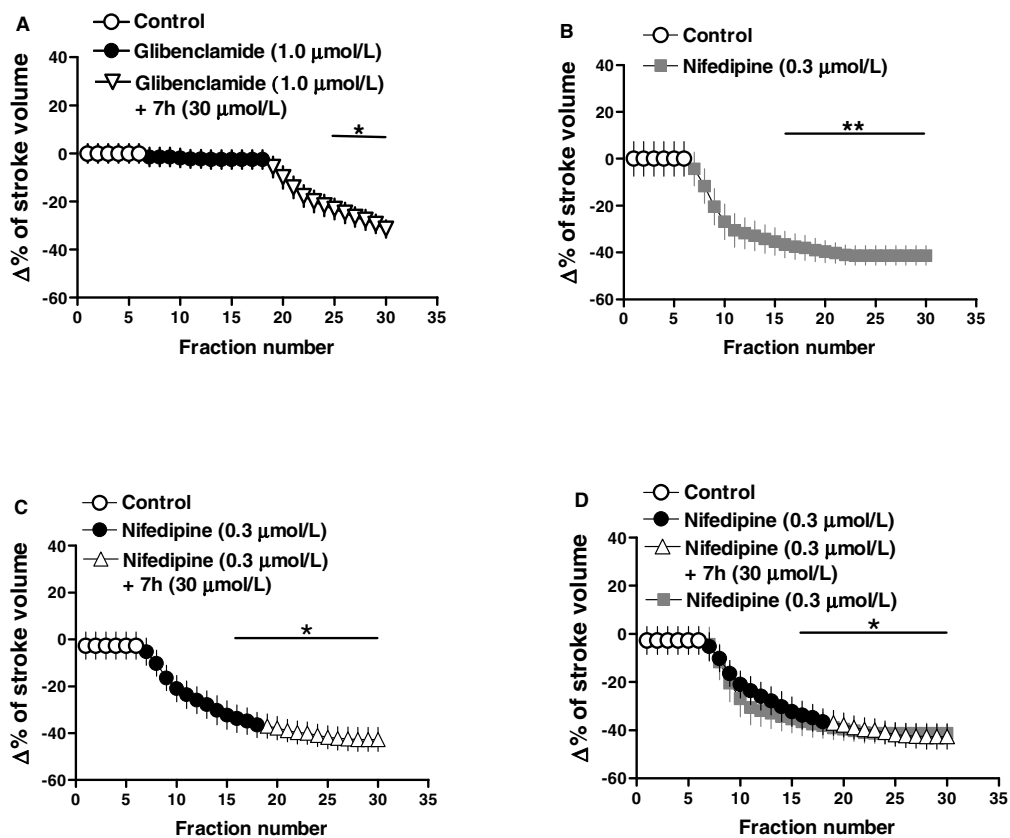 A
Control
Glibenclamide (1.0 μmol/L)
Glibenclamide (1.0 μmol/L)
+ 7h (30 μmol/L)
*
40
20
0
-20
-40
-60
Δ% of stroke volume
0 5 10 15 20 25 30 35
Fraction number
B
Control
Nifedipine (0.3 μmol/L)
**
40
20
0
-20
-40
-60
Δ% of stroke volume
0 5 10 15 20 25 30 35
Fraction number
C
Control
Nifedipine (0.3 μmol/L)
Nifedipine (0.3 μmol/L)
+ 7h (30 μmol/L)
*
40
20
-0
-20
-40
-60
Δ% of stroke volume
0 5 10 15 20 25 30 35
Fraction number
D
Control
Nifedipine (0.3 μmol/L)
Nifedipine (0.3 μmol/L)
+ 7h (30 μmol/L)
Nifedipine (0.3 μmol/L)
*
40
20
-0
-20
-40
-60
Δ% of stroke volume
0 5 10 15 20 25 30 35
Fraction number